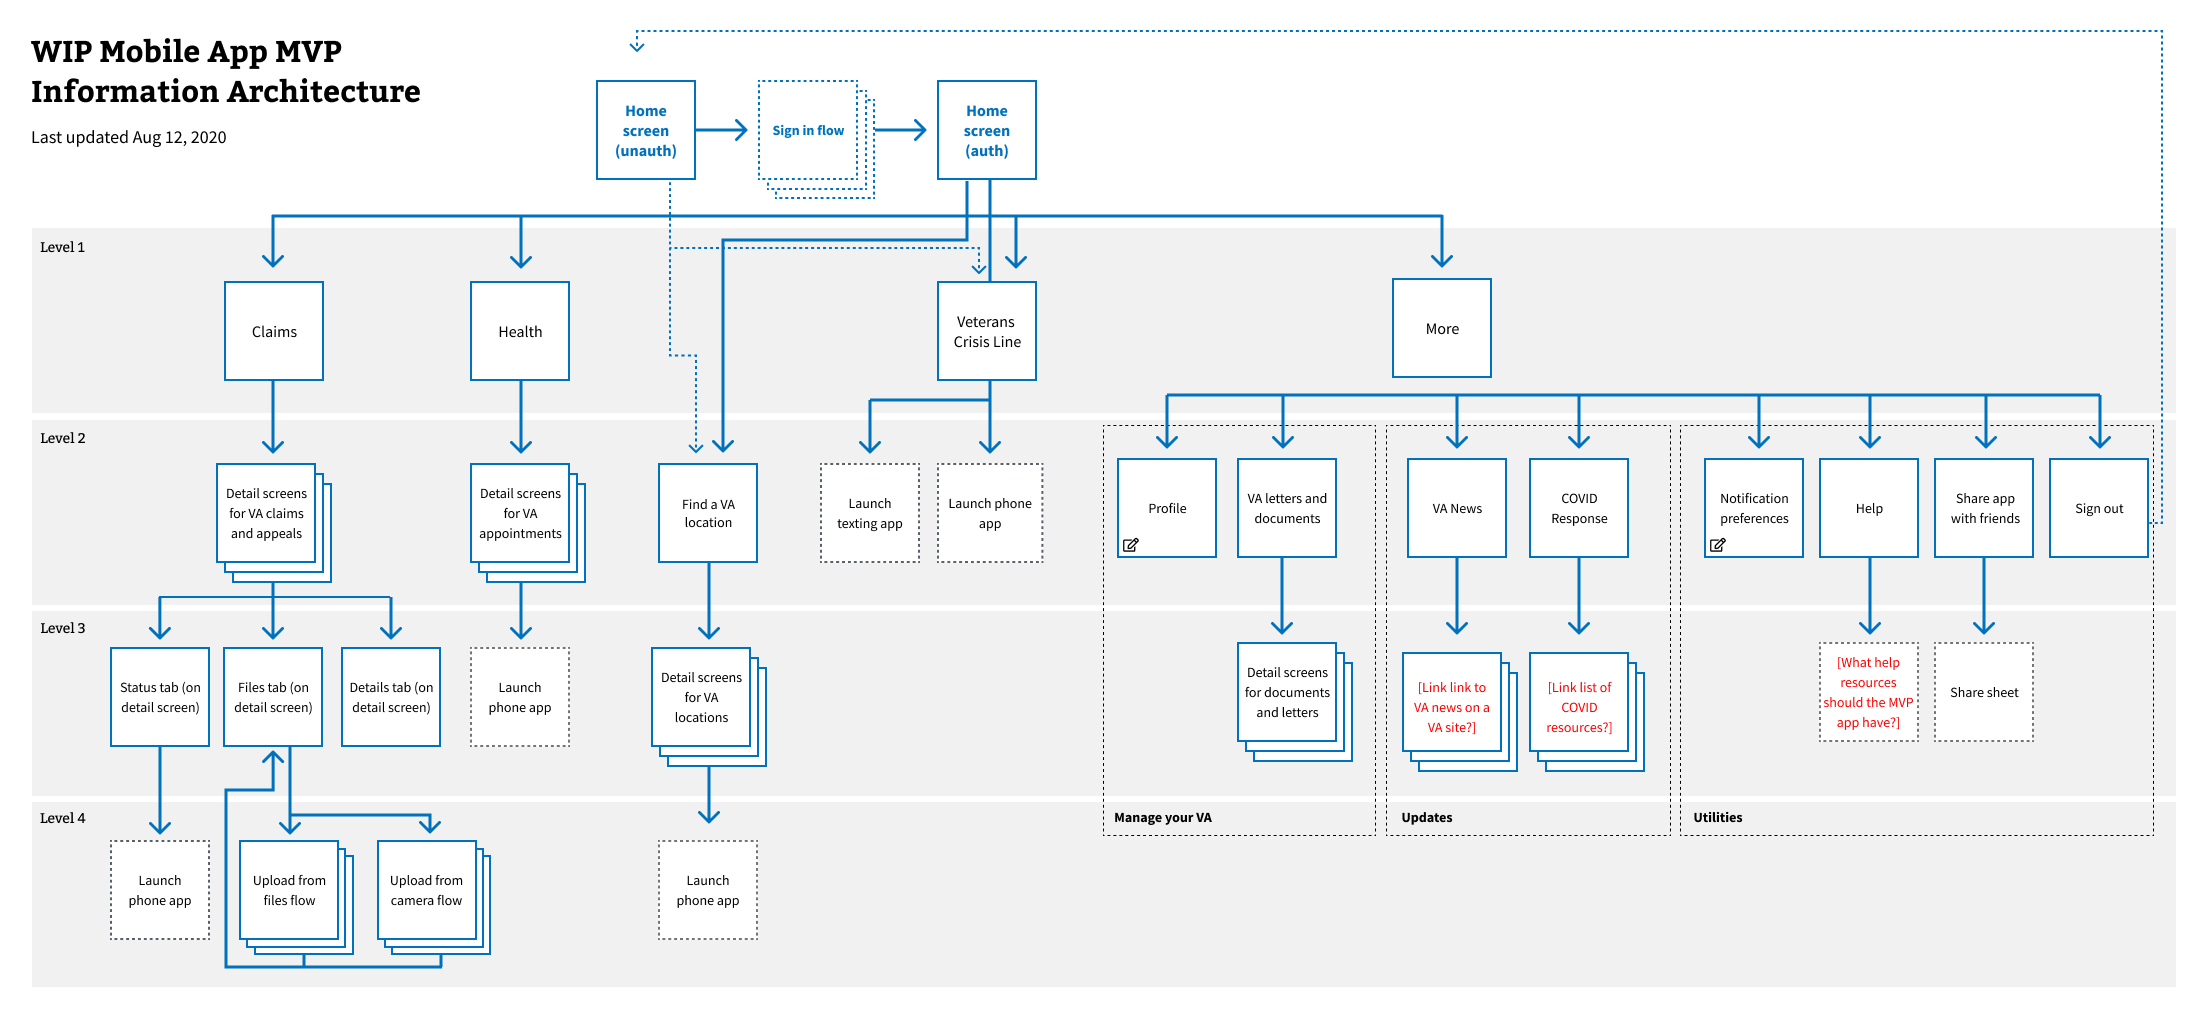 WIP Mobile App MVP
Information Architecture
Last updated Aug 12, 2020
Home
screen
(unauth)
Sign in flow
Home
screen
(auth)
Level 1
Claims
Health
Veterans
Crisis Line
More
Level 2
Detail screens
for VA claims
and appeals
Detail screens
for VA
appointments
Find a VA
location
Launch
texting app
Launch phone
app
Profile
VA letters and
documents
VA News
COVID
Response
Notification
preferences
Help
Share app
with friends
Sign out
Level 3
Status tab (on
detail screen)
Files tab (on
detail screen)
Details tab (on
detail screen)
Launch
phone app
Detail screens
for VA
locations
Detail screens
for documents
and letters
[Link link to
VA news on a
VA site?]
[Link list of
COVID
resources?]
[What help
resources
should the MVP
app have?]
Share sheet
Level 4
Manage your VA
Updates
Utilities
Launch
phone app
Upload from
files flow
Upload from
camera flow
Launch
phone app